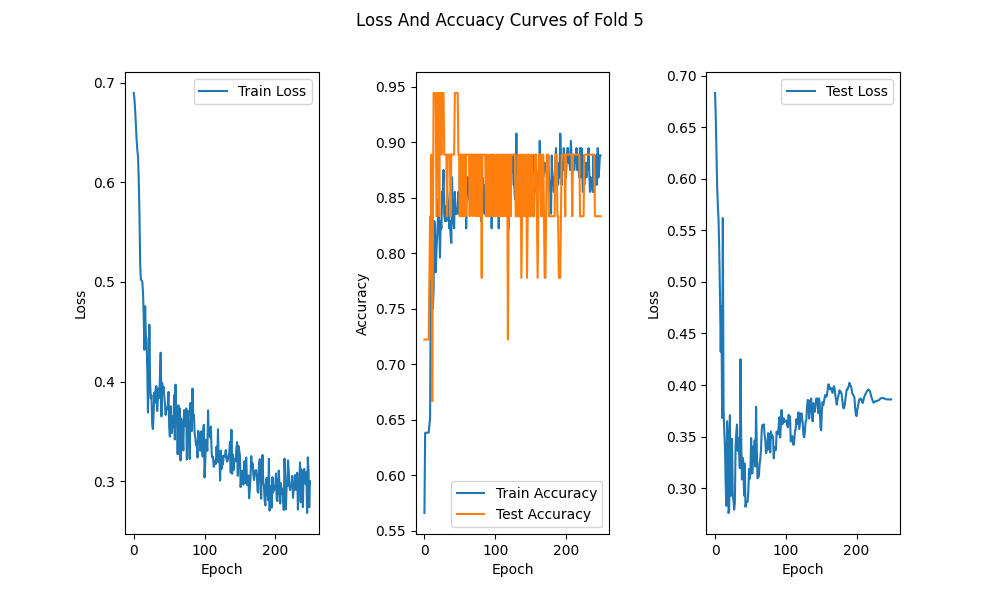 Loss And Accuacy Curves of Fold 5
0.7
0.6
0.5
0.4
0.3
Loss
0 100 200
Epoch
Train Loss
0.95
0.90
0.85
0.80
0.75
0.70
0.65
0.60
0.55
Accuracy
0 100 200
Epoch
Train Accuracy
Test Accuracy
0.70
0.65
0.60
0.55
0.50
0.45
0.40
0.35
0.30
Loss
0 100 200
Epoch
Test Loss